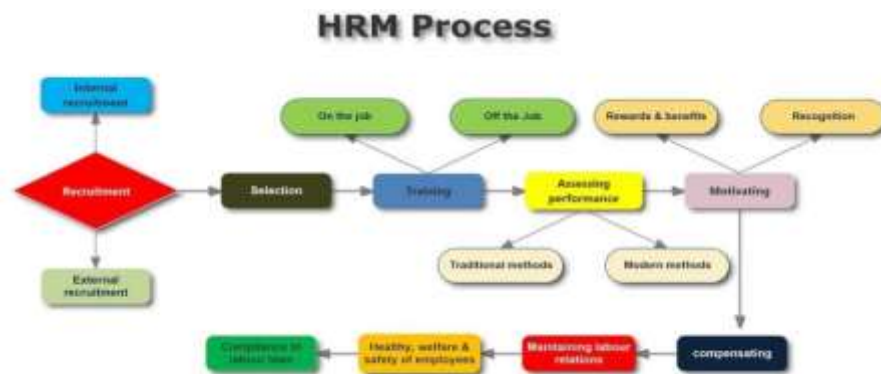 HRM Process
Internal
recruitment
On the job
Off the Job
Rewards & benefits
Recognition
Recruitment
Selection
Training
Assessing
performance
Motivating
External
recruitment
Traditional methods
Modern methods
Compliance to
labour laws
Healthy, welfare &
safety of employees
Maintaining labour
relations
compensating